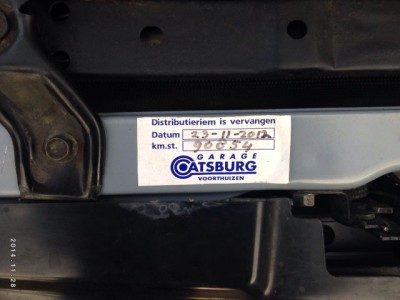 Distributieriem is vervangen
Datum 23-11-2012
km.st. 90654
GARAGE
CATSBURG
VOORTHUIZEN
2014 11 28